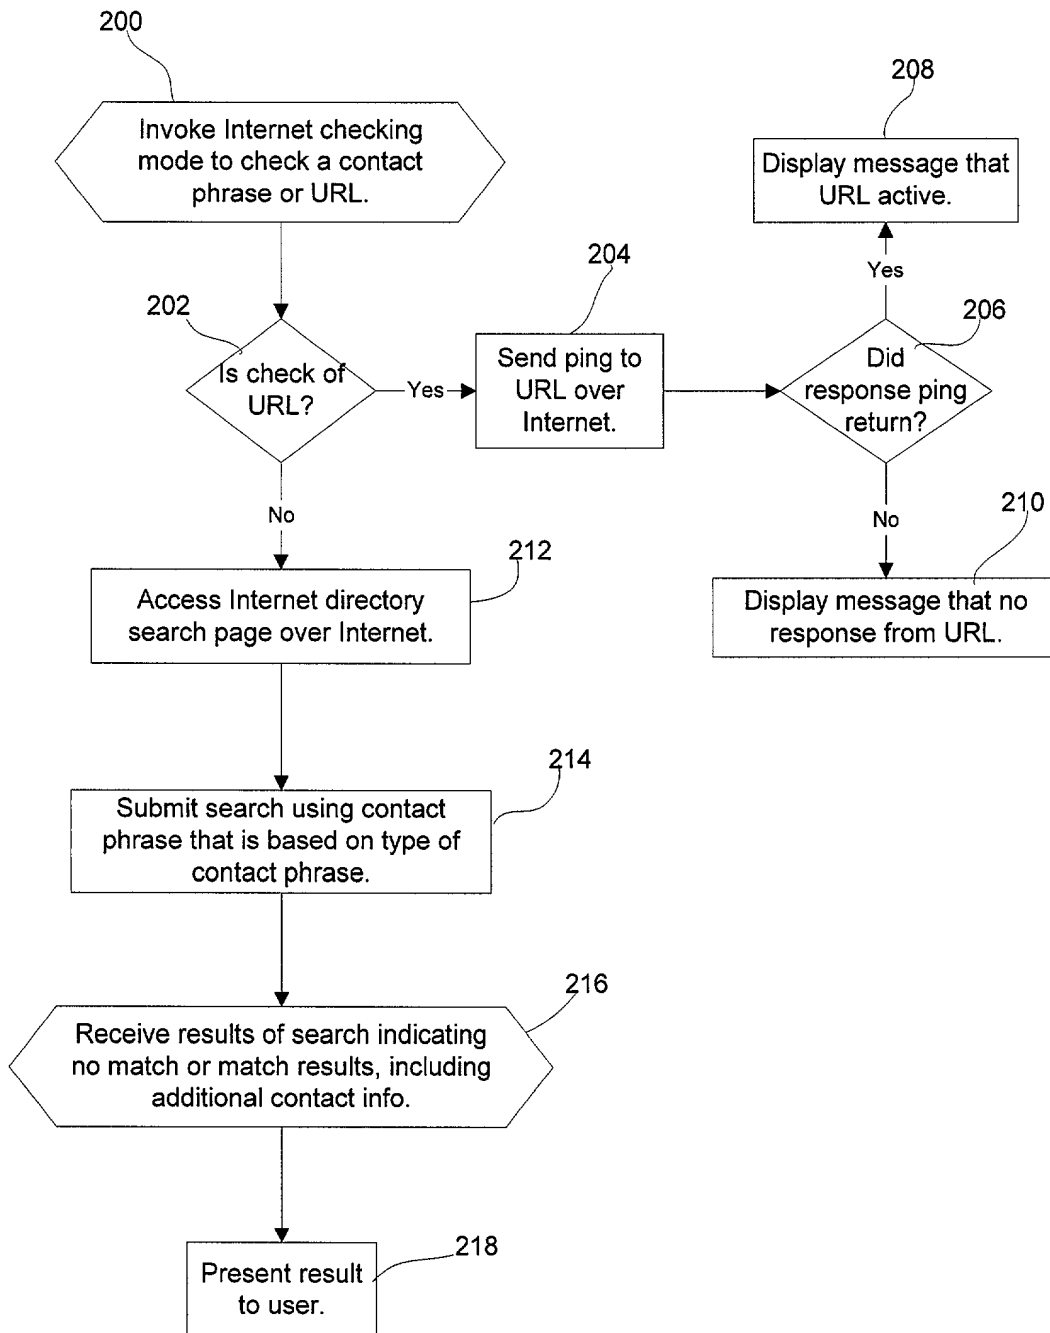 200
Invoke Internet checking
mode to check a contact
phrase or URL.
208
Display message that
URL active.
Yes
202
Is check of
URL?
Yes
204
Send ping to
URL over
Internet.
206
Did
response ping
return?
No
No
210
Display message that no
response from URL.
212
Access Internet directory
search page over Internet.
214
Submit search using contact
phrase that is based on type of
contact phrase.
216
Receive results of search indicating
no match or match results, including
additional contact info.
218
Present result
to user.